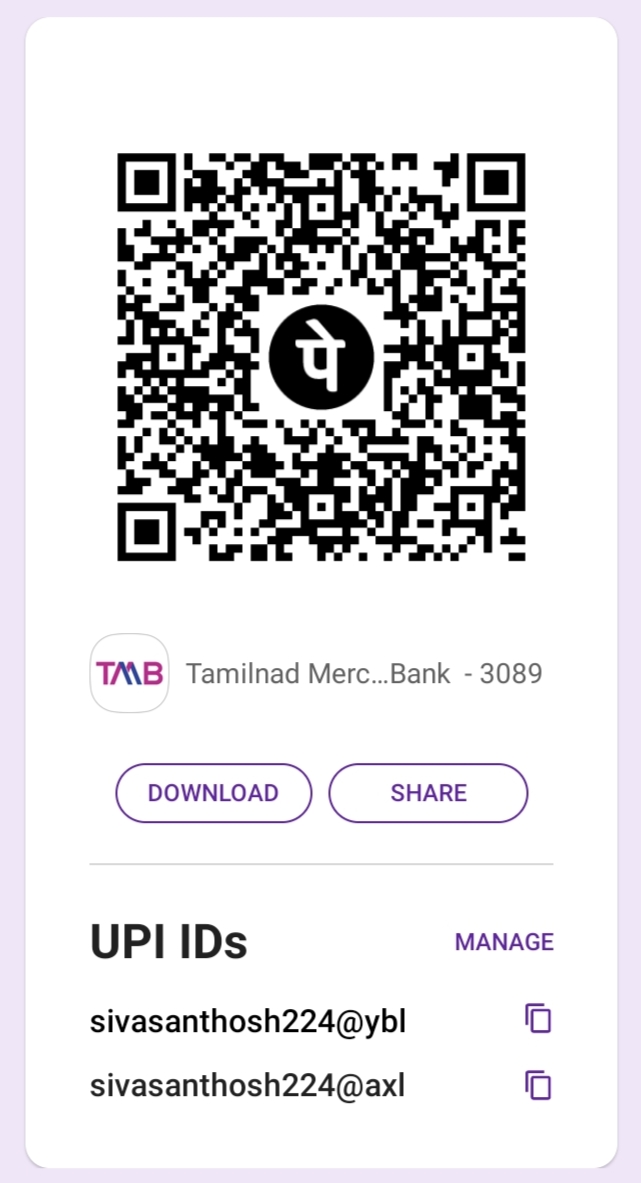 पे
TMB
Tamilnad Merc...Bank - 3089
DOWNLOAD
SHARE
UPI IDs
MANAGE
sivasanthosh224@ybl
sivasanthosh224@axl